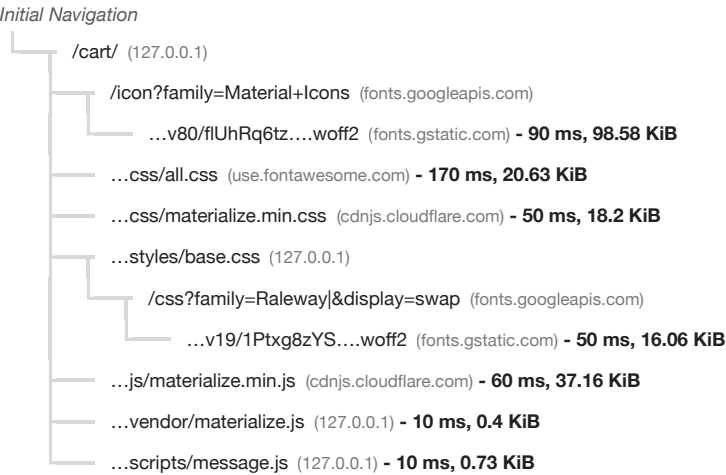 Initial Navigation
/cart/ (127.0.0.1)
/icon?family=Material+Icons (fonts.googleapis.com)
…v80/flUhRq6tz….woff2 (fonts.gstatic.com) - 90 ms, 98.58 KiB
…css/all.css (use.fontawesome.com) - 170 ms, 20.63 KiB
…css/materialize.min.css (cdnjs.cloudflare.com) - 50 ms, 18.2 KiB
…styles/base.css (127.0.0.1)
/css?family=Raleway|&display=swap (fonts.googleapis.com)
…v19/1Ptxg8zYS….woff2 (fonts.gstatic.com) - 50 ms, 16.06 KiB
…js/materialize.min.js (cdnjs.cloudflare.com) - 60 ms, 37.16 KiB
…vendor/materialize.js (127.0.0.1) - 10 ms, 0.4 KiB
…scripts/message.js (127.0.0.1) - 10 ms, 0.73 KiB